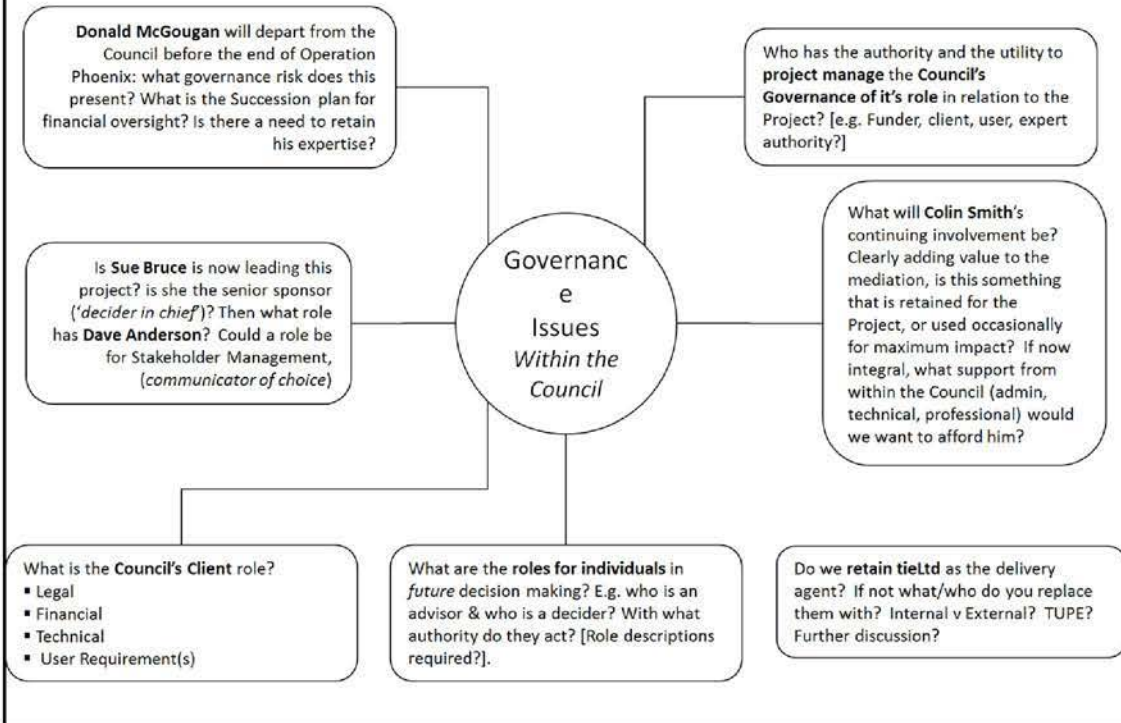 Donald McGougan will depart from the
Council before the end of Operation
Phoenix: what governance risk does this
present? What is the Succession plan for
financial oversight? Is there a need to retain
his expertise?
Who has the authority and the utility to
project manage the Council's
Governance of it's role in relation to the
Project? [e.g. Funder, client, user, expert
authority?]
Is Sue Bruce is now leading this
project? is she the senior sponsor
('decider in chief')? Then what role
has Dave Anderson? Could a role be
for Stakeholder Management,
(communicator of choice)
Governanc
e
Issues
Within the
Council
What will Colin Smith's
continuing involvement be?
Clearly adding value to the
mediation, is this something
that is retained for the
Project, or used occasionally
for maximum impact? If now
integral, what support from
within the Council (admin,
technical, professional) would
we want to afford him?
What is the Council's Client role?
▪ Legal
▪ Financial
▪ Technical
▪ User Requirement(s)
What are the roles for individuals in
future decision making? E.g. who is an
advisor & who is a decider? With what
authority do they act? [Role descriptions
required?].
Do we retain tieLtd as the delivery
agent? If not what/who do you replace
them with? Internal v External? TUPE?
Further discussion?